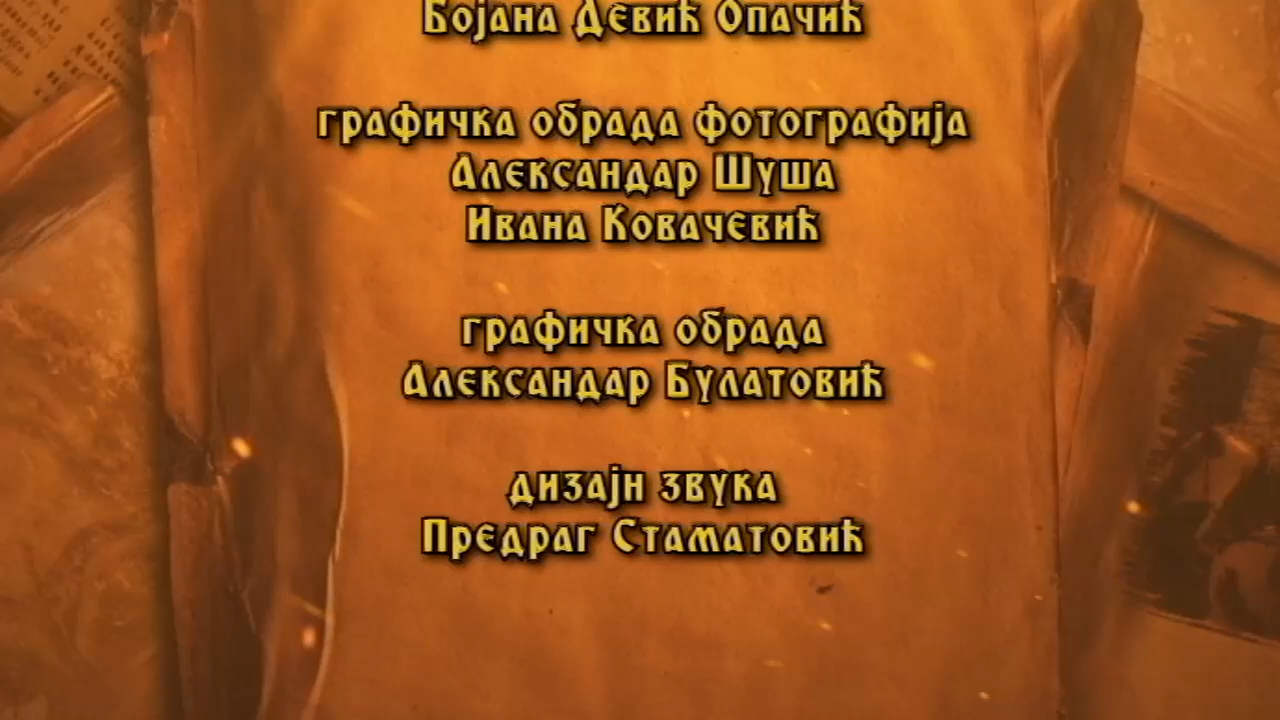 Бојана Девић Опачић
графичка обрада фотографија
Александар Шуша
Ивана Ковачевић
графичка обрада
Александар Булатовић
дизајн звука
Предраг Стаматовић